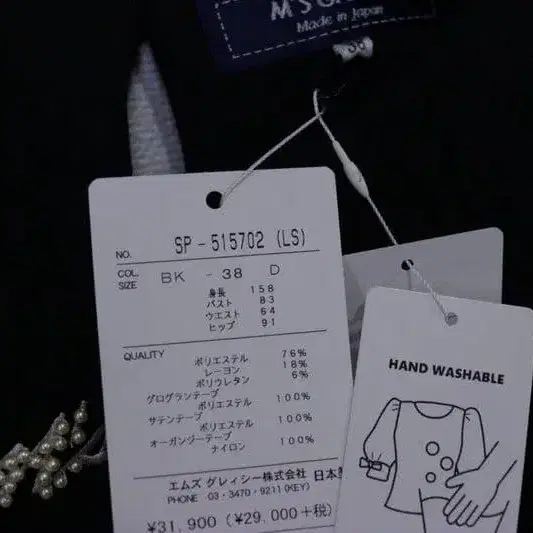 M'S G
Made in Japan
38
NO. SP-515702 (LS)
COL. SIZE BK - 38 D
身長 158
バスト 83
ウエスト 64
ヒップ 91
QUALITY
ポリエステル 76%
レーヨン 18%
ポリウレタン 6%
グログランテープ
ポリエステル 100%
サテンテープ
ポリエステル 100%
オーガンジーテープ
ナイロン 100%
エムズ グレィシー株式会社 日本製
PHONE 03・3470・9211(KEY)
¥31,900 (¥29,000+税)
HAND WASHABLE